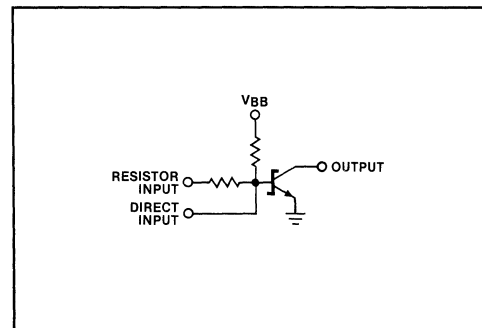 VBB
OUTPUT
RESISTOR
INPUT
DIRECT
INPUT